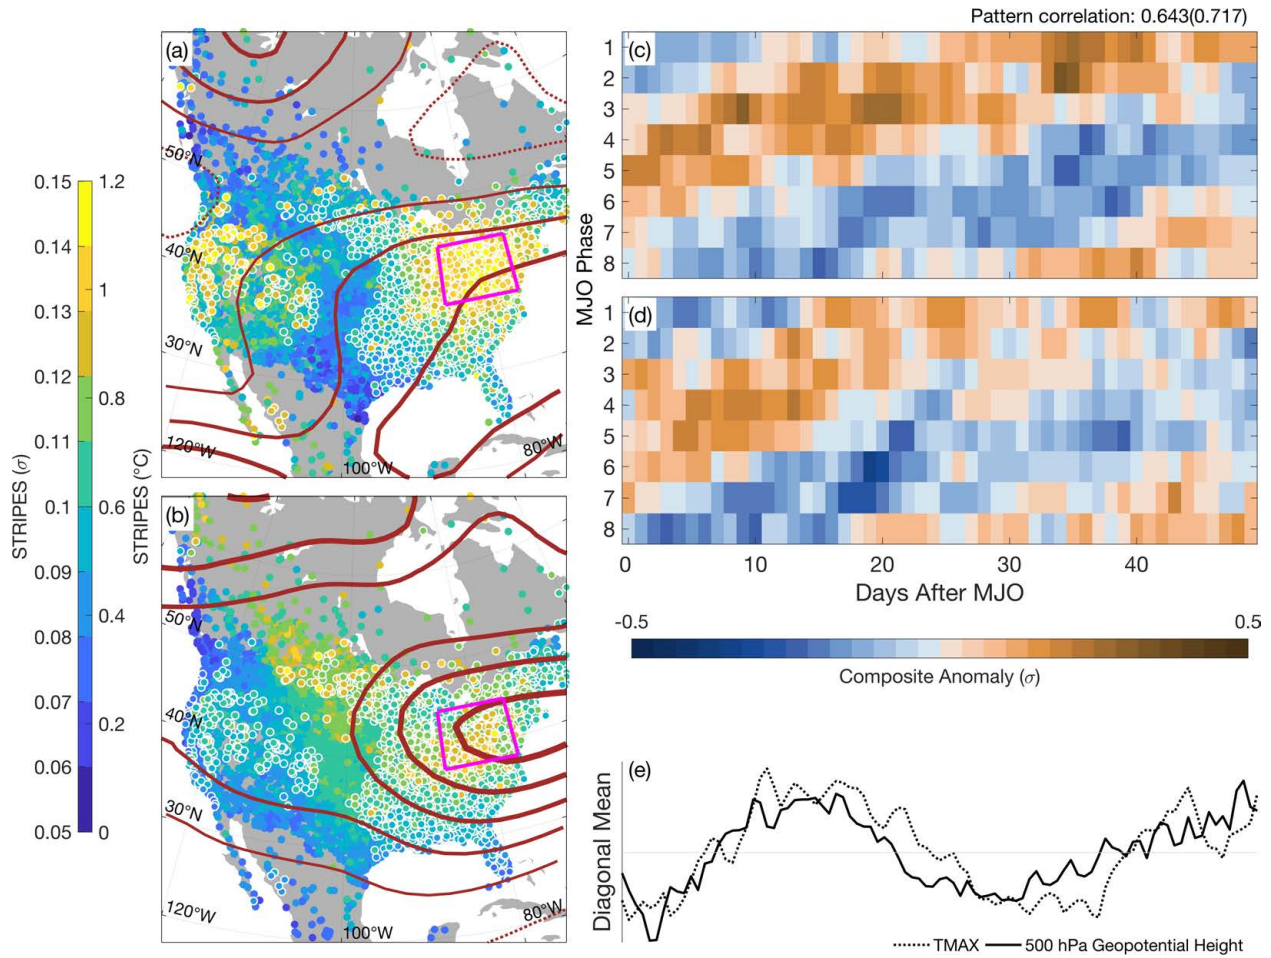 Pattern correlation: 0.643(0.717)
(a)
50°N
40°N
30°N
120°W
100°W
80°W
0.15
0.14
0.13
0.12
0.11
0.1
0.09
0.08
0.07
0.06
0.05
STRIPES (σ)
1.2
1
0.8
0.6
0.4
0.2
0
STRIPES (°C)
(b)
50°N
40°N
30°N
120°W
100°W
80°W
MJO Phase
(c)
1
2
3
4
5
6
7
8
(d)
1
2
3
4
5
6
7
8
0 10 20 30 40
Days After MJO
-0.5 0.5
Composite Anomaly (σ)
(e)
Diagonal Mean
TMAX 500 hPa Geopotential Height